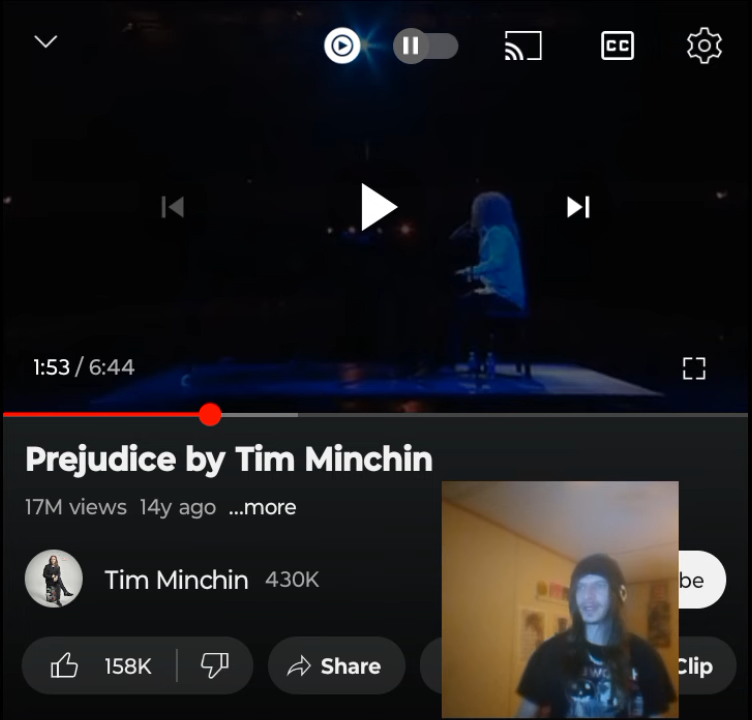 CC
1:53 / 6:44
Prejudice by Tim Minchin
17M views 14y ago ...more
Tim Minchin 430K
be
158K Share Clip